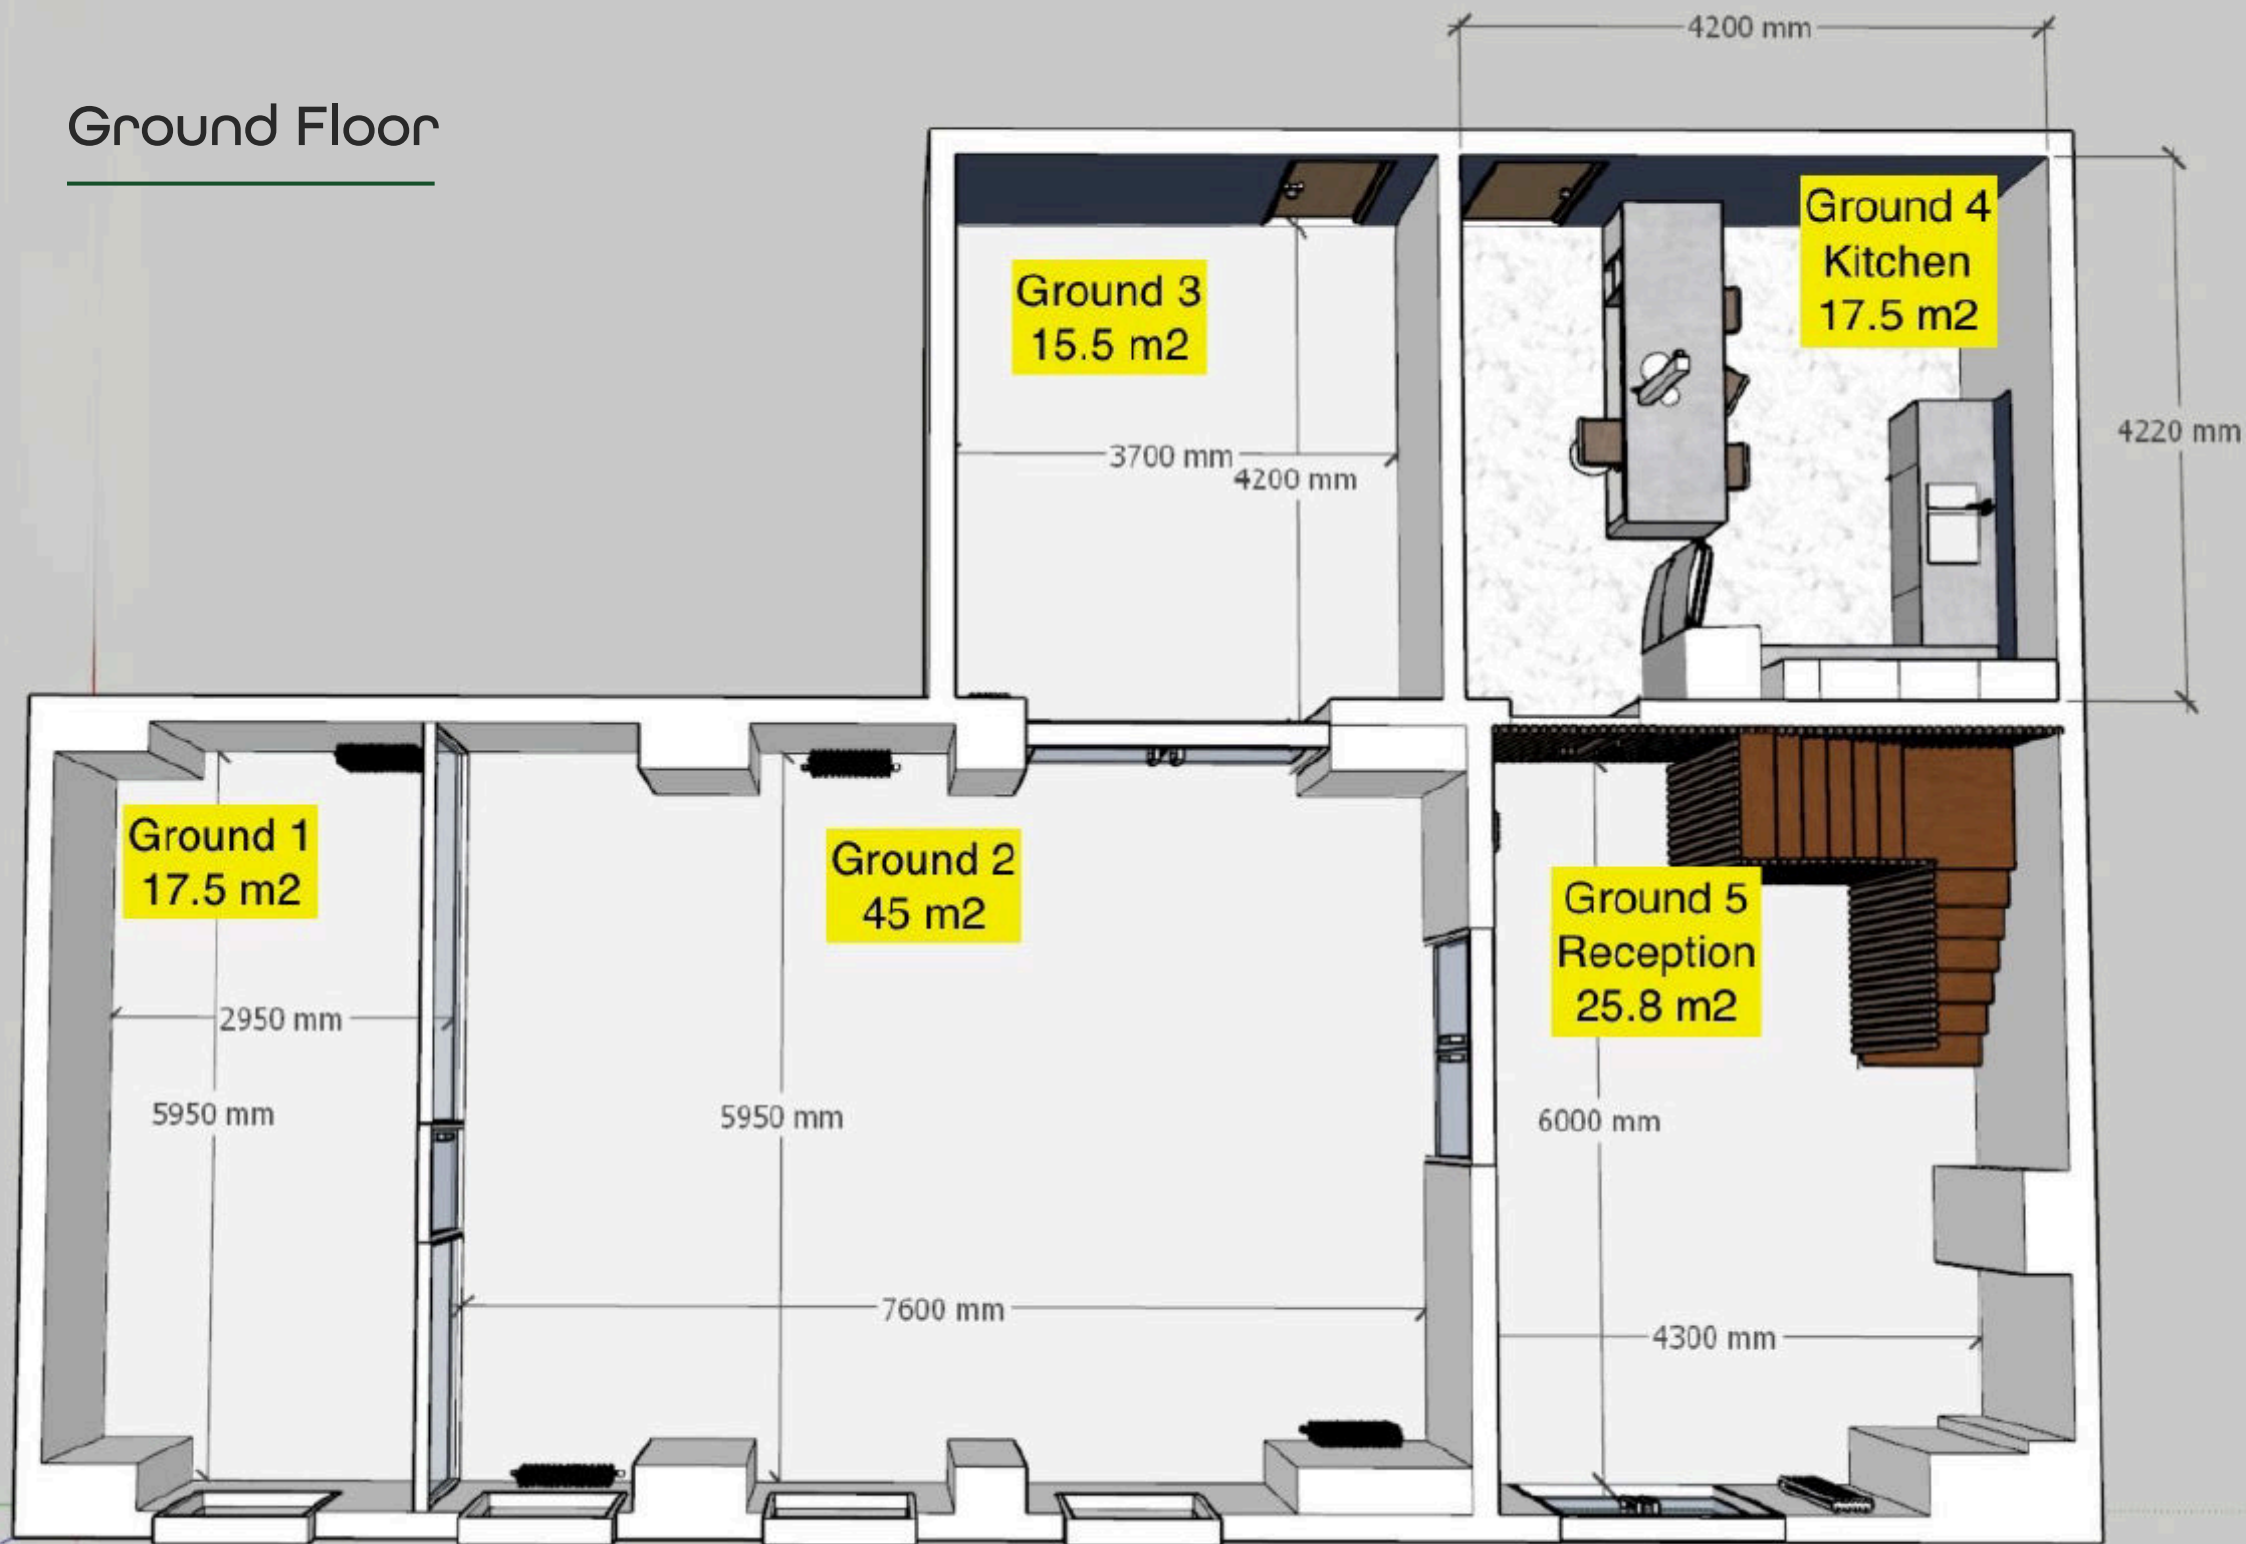 4200 mm
Ground Floor
Ground 4
Kitchen
17.5 m2
Ground 3
15.5 m2
4220 mm
3700 mm
4200 mm
Ground 1
17.5 m2
Ground 2
45 m2
Ground 5
Reception
25.8 m2
2950 mm
5950 mm
5950 mm
6000 mm
7600 mm
4300 mm